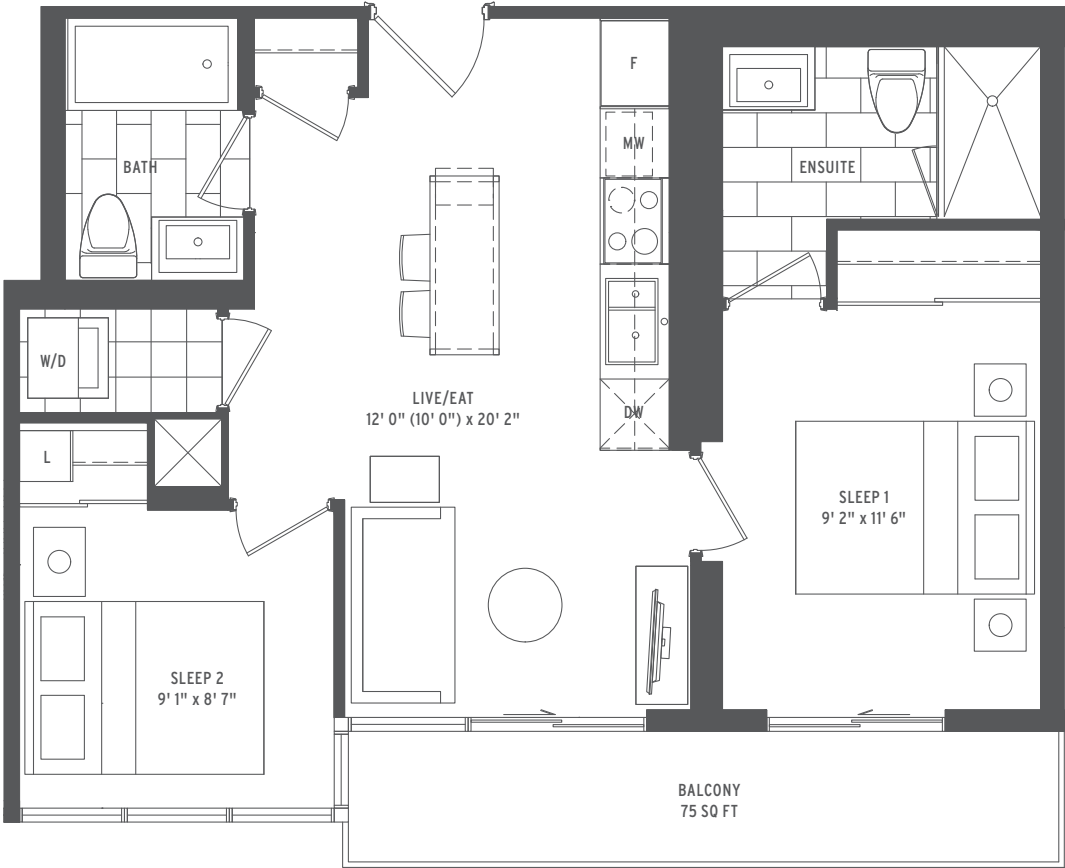 F
MW
BATH
ENSUITE
W/D
LIVE/EAT
12' 0" (10' 0") x 20' 2"
DW
L
SLEEP 1
9' 2" x 11' 6"
SLEEP 2
9' 1" x 8' 7"
BALCONY
75 SQ FT